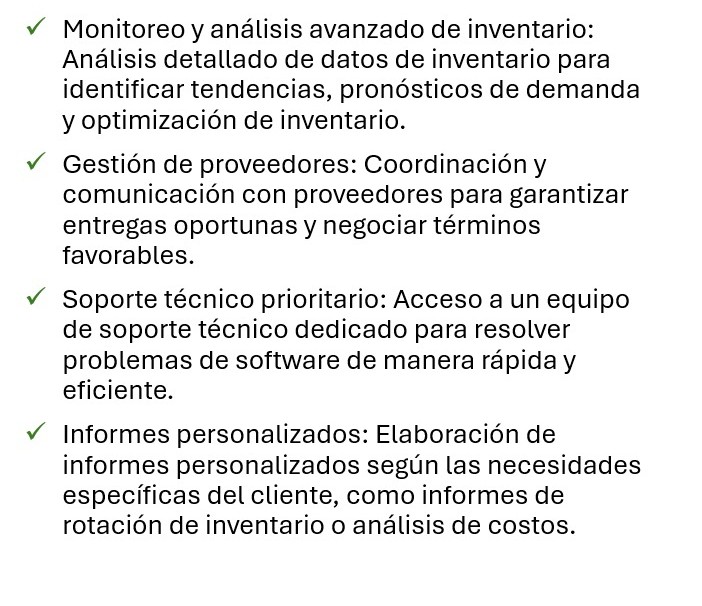 ✓ Monitoreo y análisis avanzado de inventario:
Análisis detallado de datos de inventario para
identificar tendencias, pronósticos de demanda
y optimización de inventario.
✓ Gestión de proveedores: Coordinación y
comunicación con proveedores para garantizar
entregas oportunas y negociar términos
favorables.
✓ Soporte técnico prioritario: Acceso a un equipo
de soporte técnico dedicado para resolver
problemas de software de manera rápida y
eficiente.
✓ Informes personalizados: Elaboración de
informes personalizados según las necesidades
específicas del cliente, como informes de
rotación de inventario o análisis de costos.